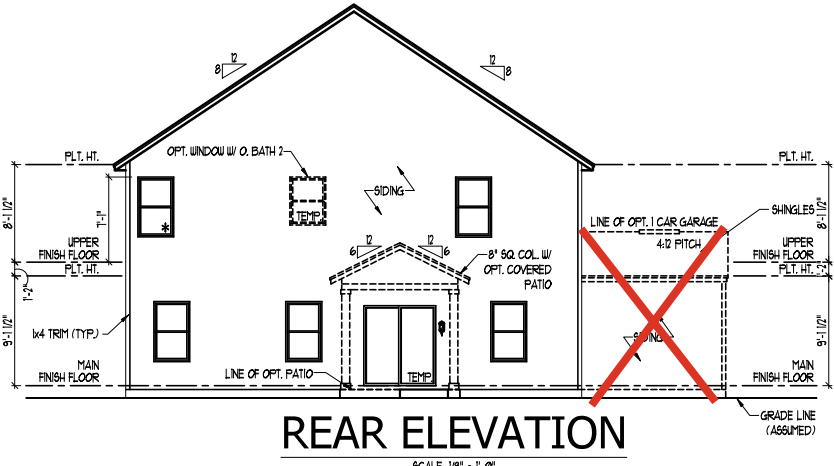 12
8
12
8
PLT. HT.
PLT. HT.
OPT. WINDOW W/ O. BATH 2
8'-1 1/2"
7'-1"
*
TEMP.
SIDING
SHINGLES
8'-1 1/2"
LINE OF OPT. 1 CAR GARAGE
4:12 PITCH
UPPER
FINISH FLOOR
UPPER
FINISH FLOOR
12
6
12
6
8" SQ. COL. W/
OPT. COVERED
PATIO
PLT. HT.
PLT. HT.
1'-2"
9'-1 1/2"
9'-1 1/2"
1x4 TRIM (TYP.)
SIDING
MAIN
FINISH FLOOR
MAIN
FINISH FLOOR
LINE OF OPT. PATIO
TEMP.
GRADE LINE
(ASSUMED)
REAR ELEVATION